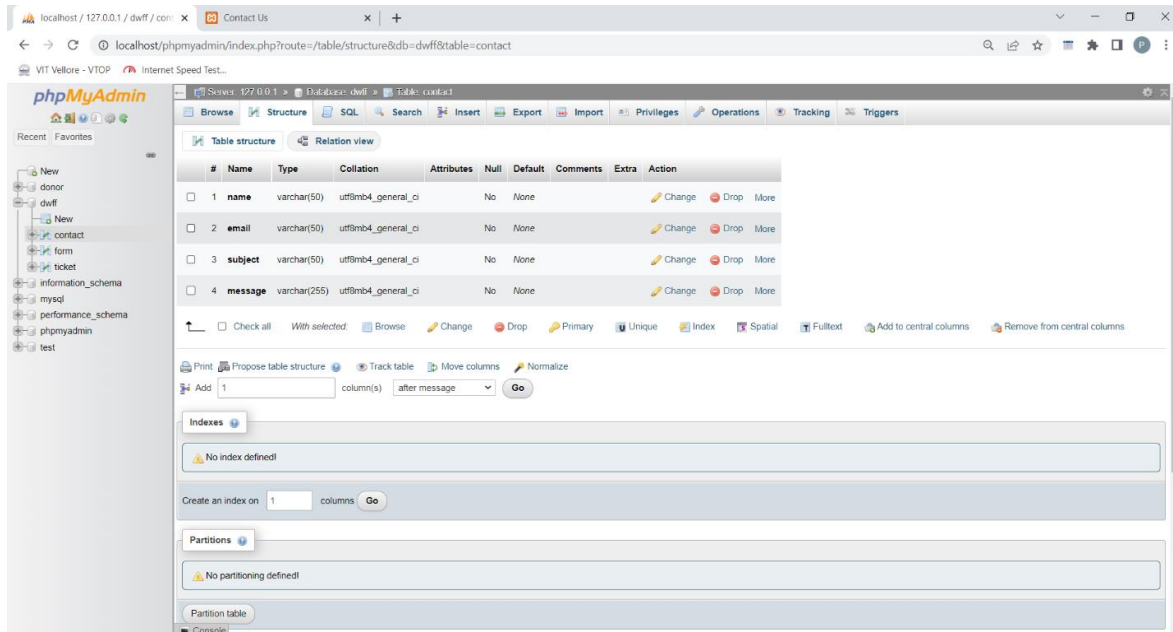 localhost / 127.0.0.1 / dwff / con
Contact Us
localhost/phpmyadmin/index.php?route=/table/structure&db=dwff&table=contact
P
VIT Vellore - VTOP Internet Speed Test...
phpMyAdmin
Recent Favorites
New
donor
dwff
New
contact
form
ticket
information_schema
mysql
performance_schema
phpmyadmin
test
Server: 127.0.0.1 » Database: dwff » Table: contact
Browse Structure SQL Search Insert Export Import Privileges Operations Tracking Triggers
Table structure Relation view
# Name Type Collation Attributes Null Default Comments Extra Action
1 name varchar(50) utf8mb4_general_ci No None Change Drop More
2 email varchar(50) utf8mb4_general_ci No None Change Drop More
3 subject varchar(50) utf8mb4_general_ci No None Change Drop More
4 message varchar(255) utf8mb4_general_ci No None Change Drop More
Check all With selected: Browse Change Drop Primary Unique Index Spatial Fulltext Add to central columns Remove from central columns
Print Propose table structure Track table Move columns Normalize
Add 1 column(s) after message Go
Indexes
No index defined!
Create an index on 1 columns Go
Partitions
No partitioning defined!
Partition table
Console